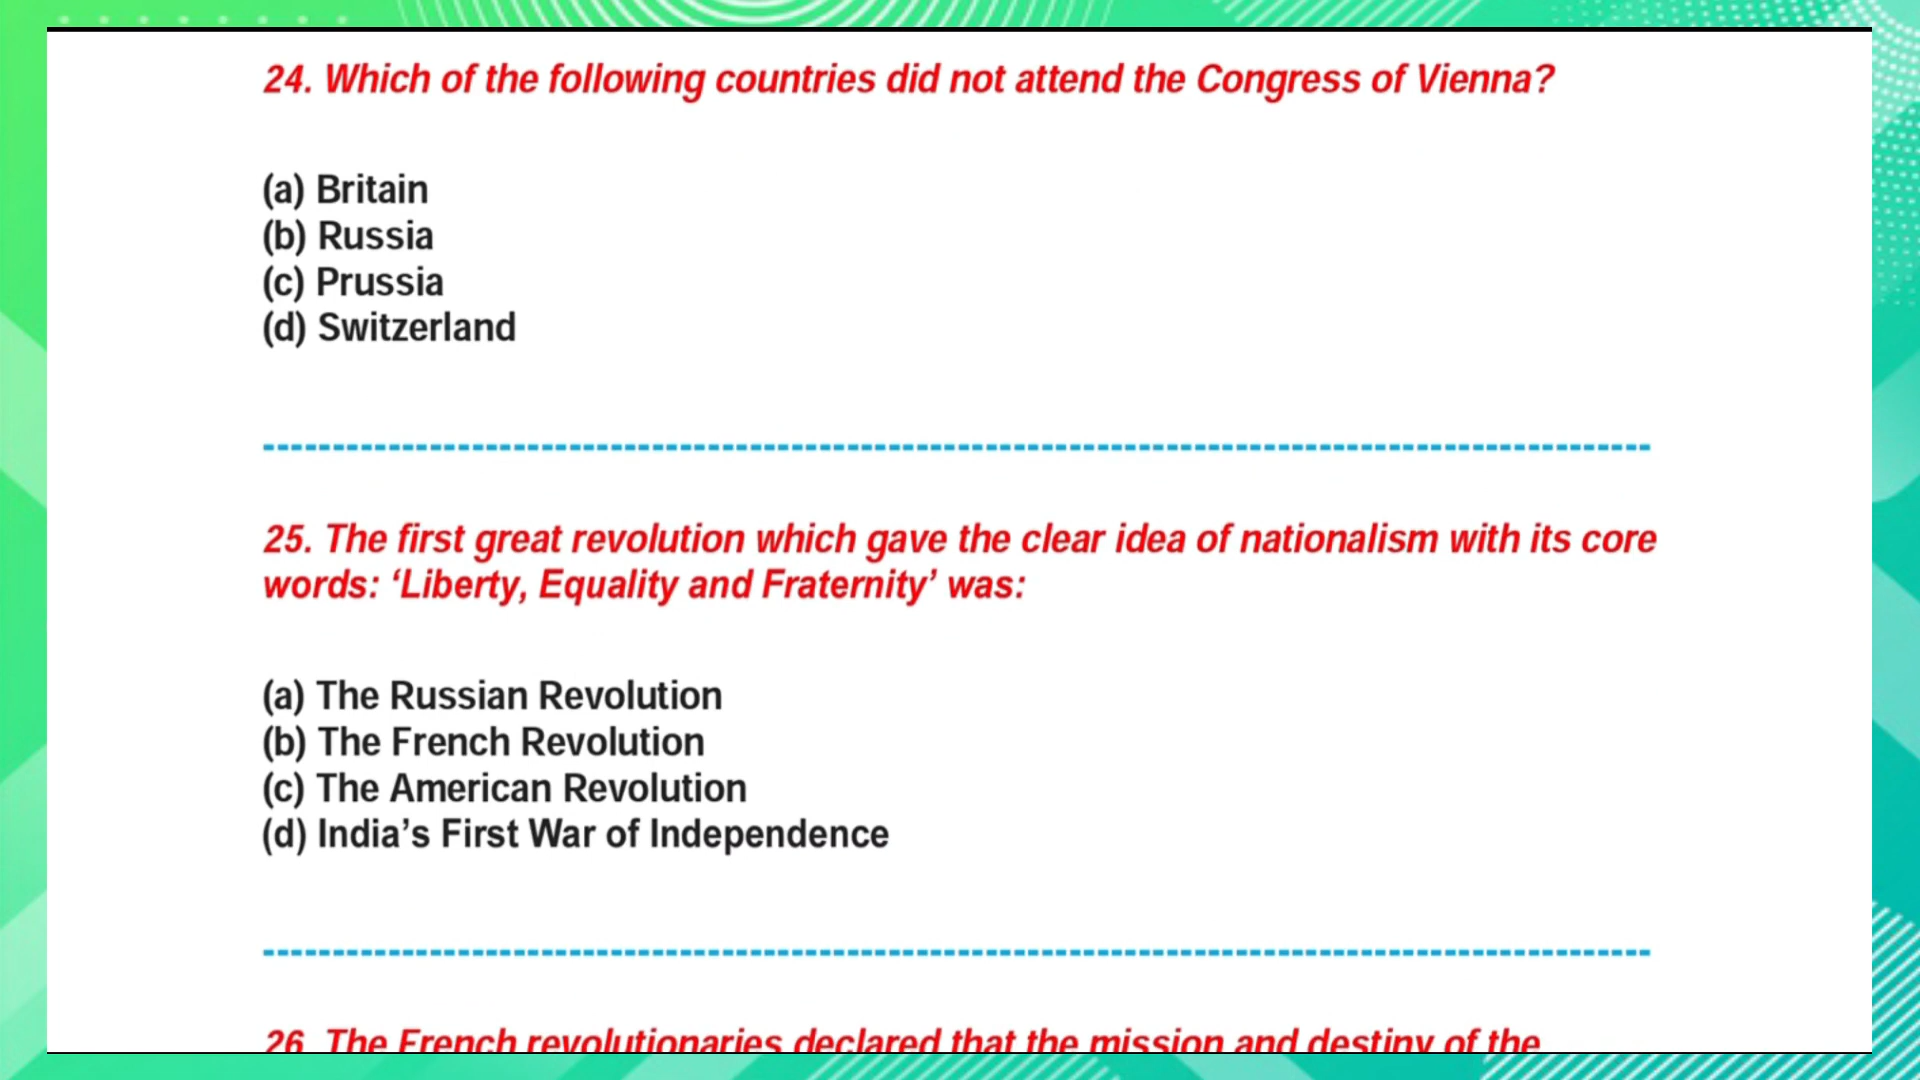 24. Which of the following countries did not attend the Congress of Vienna?
(a) Britain
(b) Russia
(c) Prussia
(d) Switzerland
25. The first great revolution which gave the clear idea of nationalism with its core
words: ‘Liberty, Equality and Fraternity’ was:
(a) The Russian Revolution
(b) The French Revolution
(c) The American Revolution
(d) India’s First War of Independence
26. The French revolutionaries declared that the mission and destiny of the